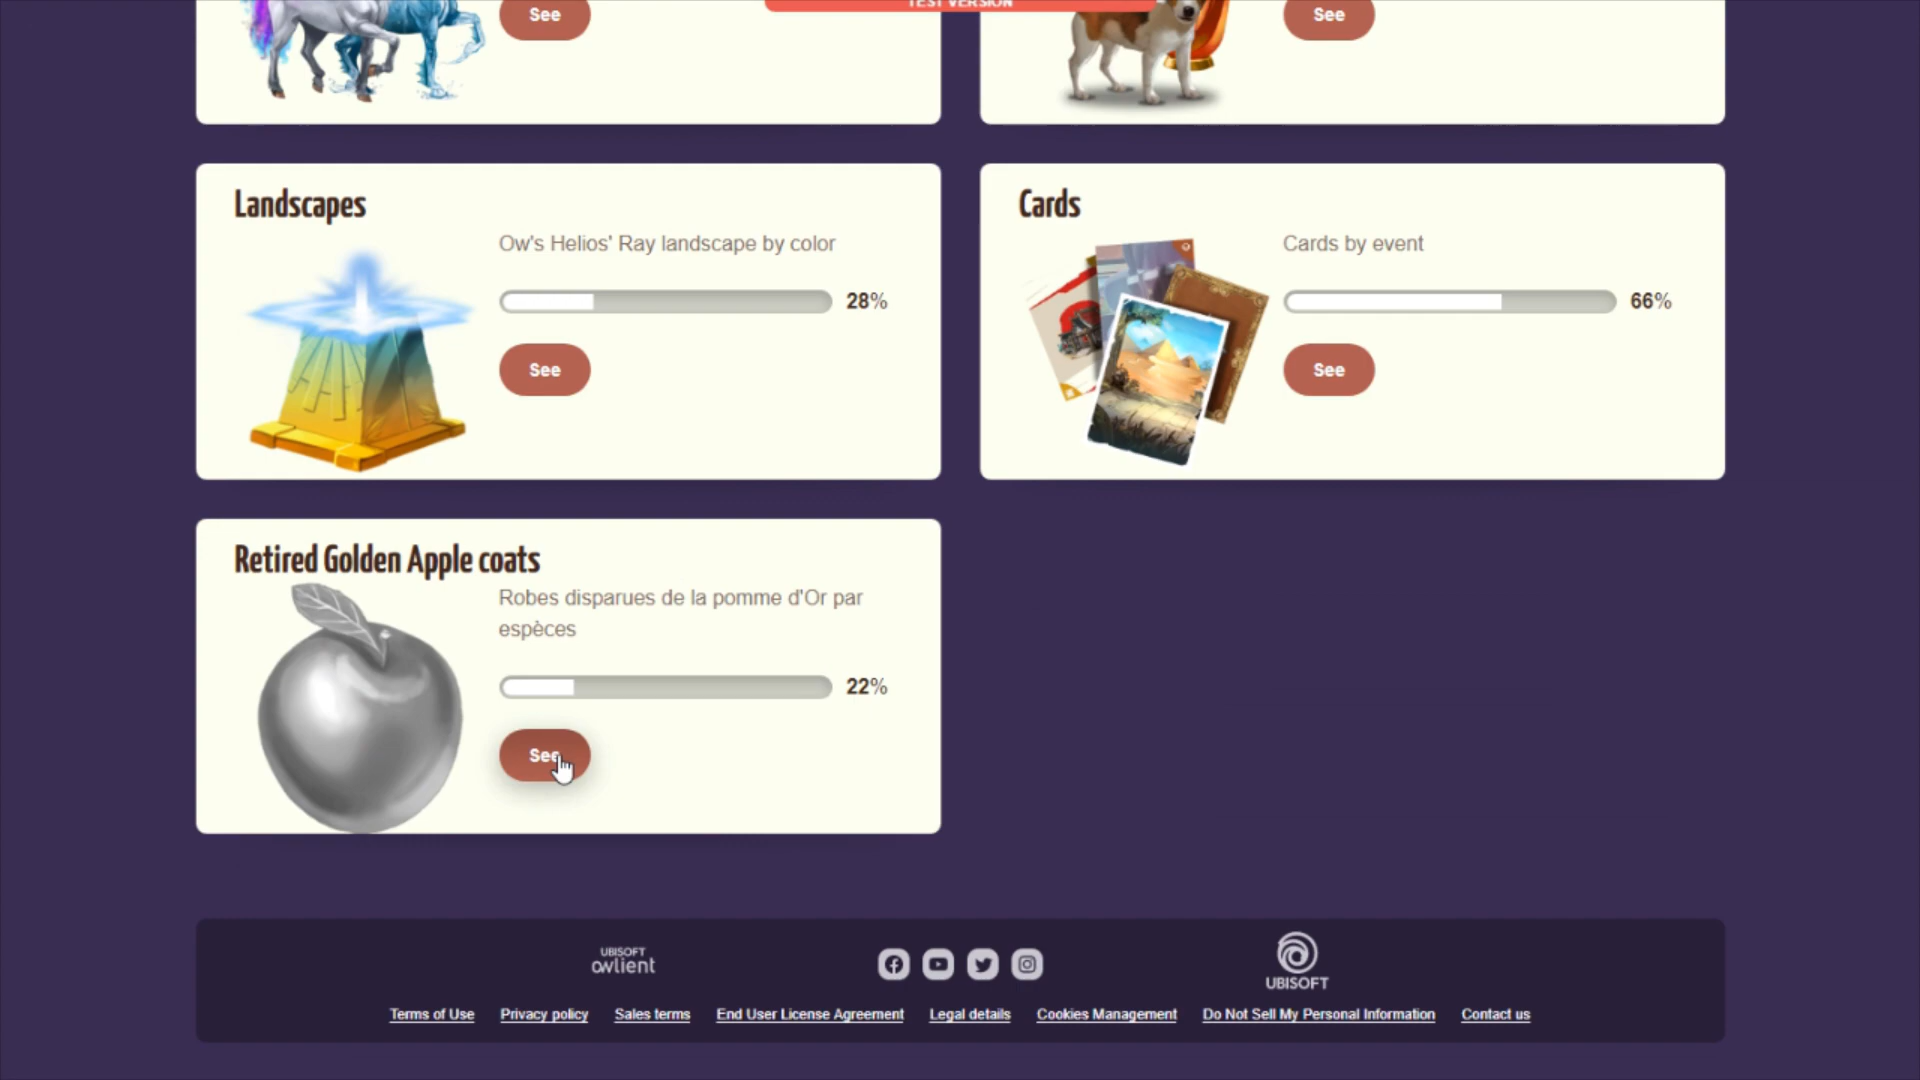 TEST VERSION
See
See
Landscapes
Ow's Helios' Ray landscape by color
28%
See
Cards
Cards by event
66%
See
Retired Golden Apple coats
Robes disparues de la pomme d'Or par
espèces
22%
See
UBISOFT
owlient
UBISOFT
Terms of Use Privacy policy Sales terms End User License Agreement Legal details Cookies Management Do Not Sell My Personal Information Contact us